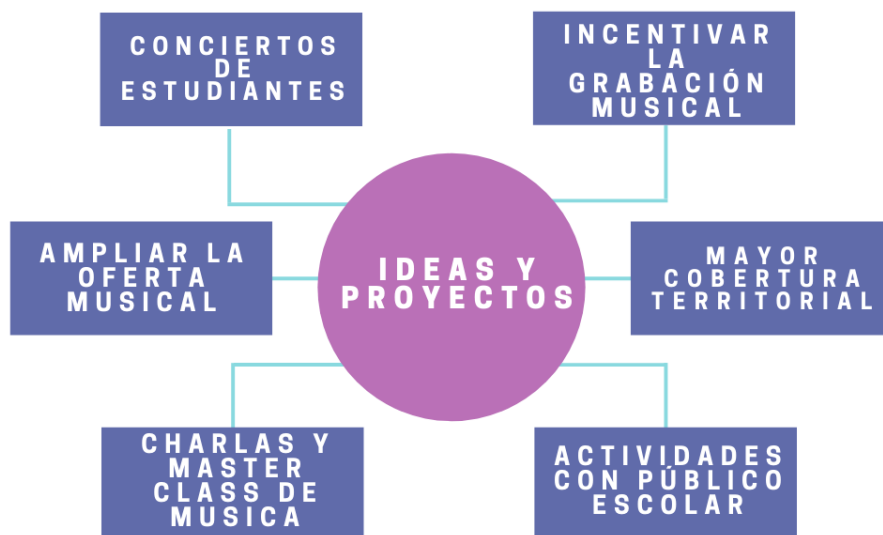 CONCIERTOS
DE
ESTUDIANTES
INCENTIVAR
LA
GRABACIÓN
MUSICAL
AMPLIAR LA
OFERTA
MUSICAL
IDEAS Y
PROYECTOS
MAYOR
COBERTURA
TERRITORIAL
CHARLAS Y
MASTER
CLASS DE
MUSICA
ACTIVIDADES
CON PÚBLICO
ESCOLAR